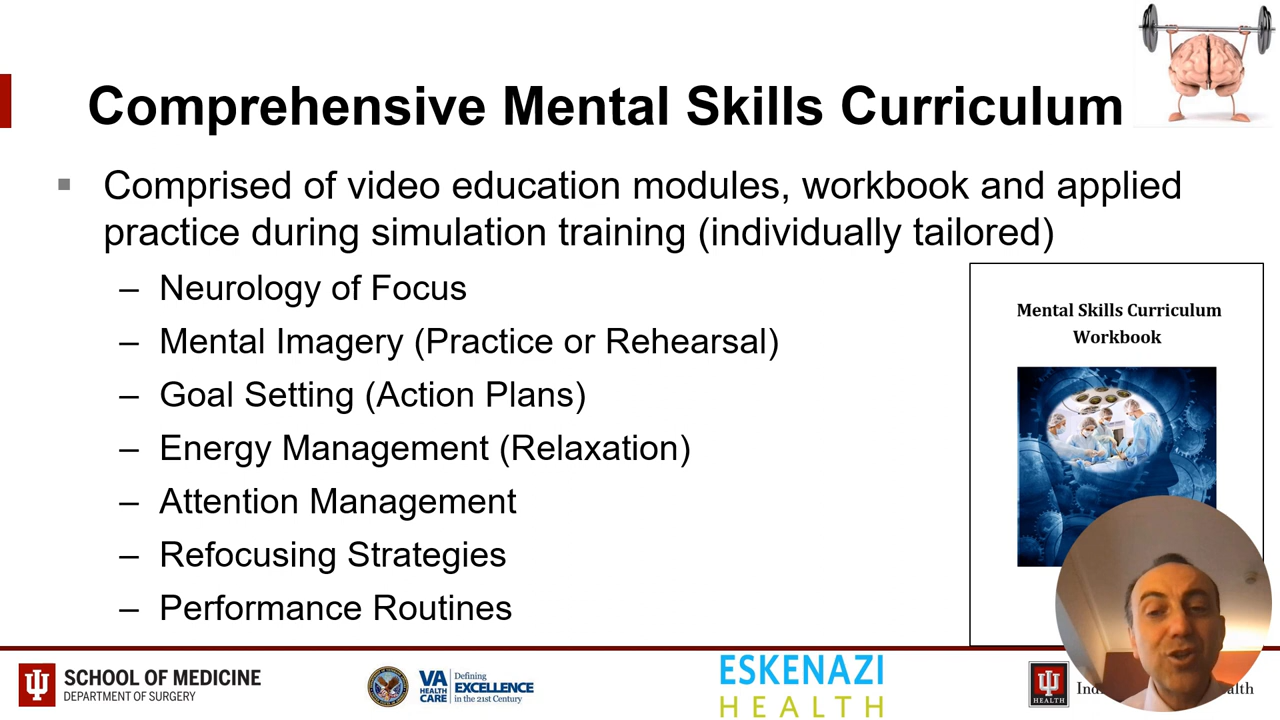 Comprehensive Mental Skills Curriculum
▪ Comprised of video education modules, workbook and applied
practice during simulation training (individually tailored)
– Neurology of Focus
– Mental Imagery (Practice or Rehearsal)
– Goal Setting (Action Plans)
– Energy Management (Relaxation)
– Attention Management
– Refocusing Strategies
– Performance Routines
Mental Skills Curriculum
Workbook
SCHOOL OF MEDICINE
DEPARTMENT OF SURGERY
VA
HEALTH
CARE
Defining
EXCELLENCE
in the 21st Century
ESKENAZI
HEALTH
HEALTH